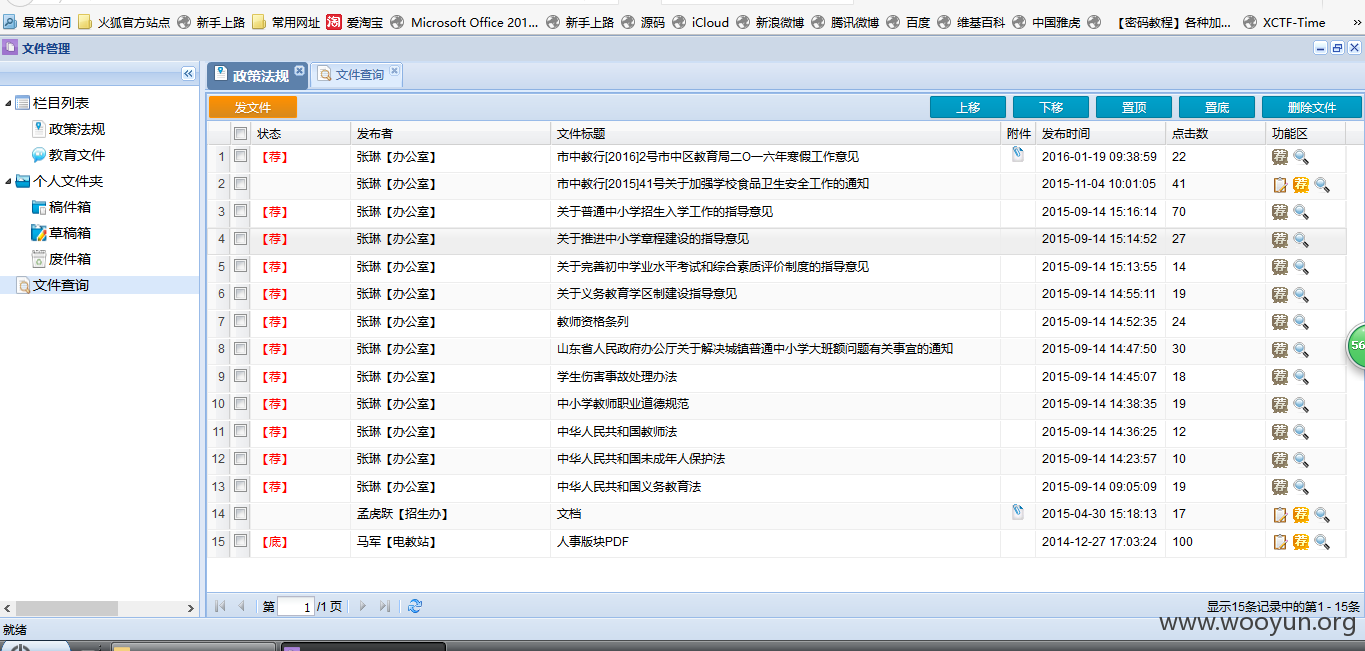 最常访问 火狐官方站点 新手上路 常用网址 淘 爱淘宝 Microsoft Office 201... 新手上路 源码 iCloud 新浪微博 腾讯微博 百度 维基百科 中国雅虎 【密码教程】各种加... XCTF-Time »
文件管理
政策法规 文件查询
栏目列表
政策法规
教育文件
个人文件夹
稿件箱
草稿箱
废件箱
文件查询
发文件 上移 下移 置顶 置底 删除文件
状态 发布者 文件标题 附件 发布时间 点击数 功能区
1 【荐】 张琳【办公室】 市中教行[2016]2号市中区教育局二O一六年寒假工作意见 2016-01-19 09:38:59 22 荐
2 张琳【办公室】 市中教行[2015]41号关于加强学校食品卫生安全工作的通知 2015-11-04 10:01:05 41 荐
3 【荐】 张琳【办公室】 关于普通中小学招生入学工作的指导意见 2015-09-14 15:16:14 70 荐
4 【荐】 张琳【办公室】 关于推进中小学章程建设的指导意见 2015-09-14 15:14:52 27 荐
5 【荐】 张琳【办公室】 关于完善初中学业水平考试和综合素质评价制度的指导意见 2015-09-14 15:13:55 14 荐
6 【荐】 张琳【办公室】 关于义务教育学区制建设指导意见 2015-09-14 14:55:11 19 荐
7 【荐】 张琳【办公室】 教师资格条列 2015-09-14 14:52:35 24 荐
8 【荐】 张琳【办公室】 山东省人民政府办公厅关于解决城镇普通中小学大班额问题有关事宜的通知 2015-09-14 14:47:50 30 荐
9 【荐】 张琳【办公室】 学生伤害事故处理办法 2015-09-14 14:45:07 18 荐
10 【荐】 张琳【办公室】 中小学教师职业道德规范 2015-09-14 14:38:35 19 荐
11 【荐】 张琳【办公室】 中华人民共和国教师法 2015-09-14 14:36:25 12 荐
12 【荐】 张琳【办公室】 中华人民共和国未成年人保护法 2015-09-14 14:23:57 10 荐
13 【荐】 张琳【办公室】 中华人民共和国义务教育法 2015-09-14 09:05:09 19 荐
14 孟虎跃【招生办】 文档 2015-04-30 15:18:13 17 荐
15 【底】 马军【电教站】 人事版块PDF 2014-12-27 17:03:24 100 荐
56
第 1 /1 页 显示15条记录中的第1 - 15条
就绪
www.wooyun.org